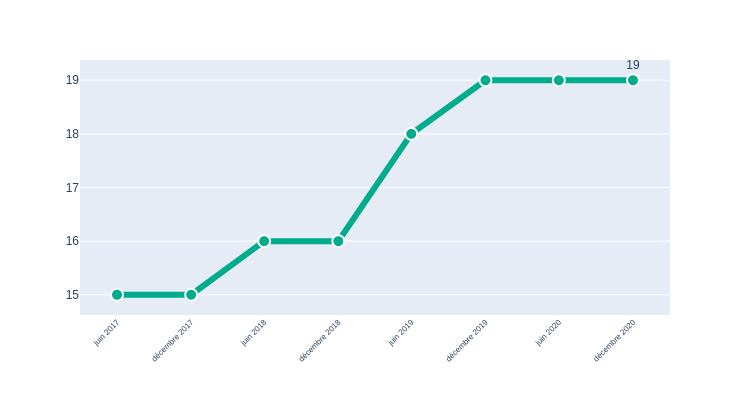 19
19
18
17
16
15
juin 2017
décembre 2017
juin 2018
décembre 2018
juin 2019
décembre 2019
juin 2020
décembre 2020